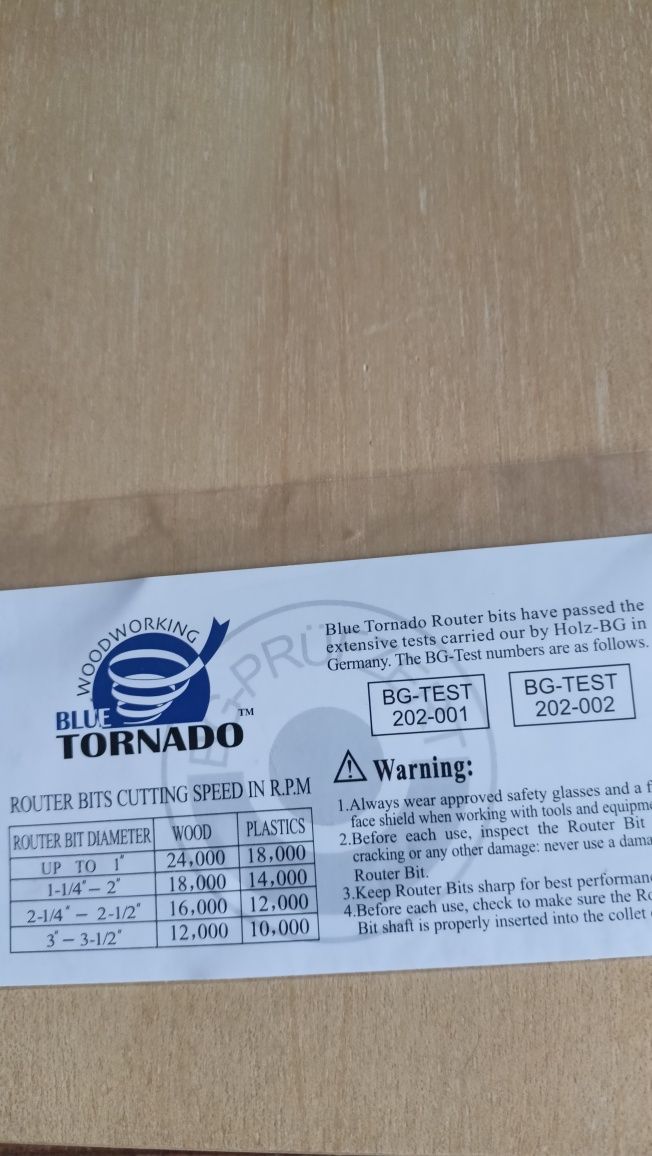 WOODWORKING
BLUE
TORNADO™
ROUTER BITS CUTTING SPEED IN R.P.M
ROUTER BIT DIAMETER WOOD PLASTICS
UP TO 1" 24,000 18,000
1-1/4" – 2" 18,000 14,000
2-1/4" – 2-1/2" 16,000 12,000
3" – 3-1/2" 12,000 10,000
Blue Tornado Router bits have passed the
extensive tests carried our by Holz-BG in
Germany. The BG-Test numbers are as follows.
BG-TEST
202-001
BG-TEST
202-002
Warning:
1.Always wear approved safety glasses and a f
face shield when working with tools and equipme
2.Before each use, inspect the Router Bit
cracking or any other damage: never use a dama
Router Bit.
3.Keep Router Bits sharp for best performanc
4.Before each use, check to make sure the Ro
Bit shaft is properly inserted into the collet